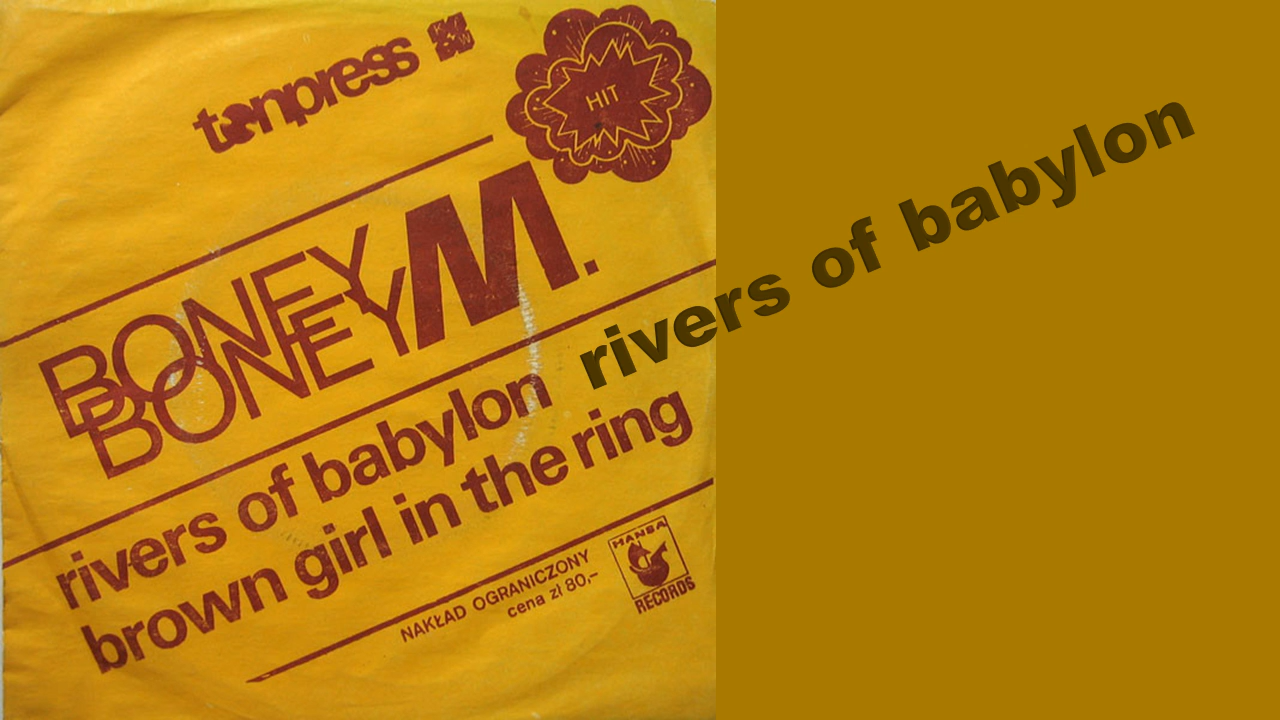 tonpress KAW
HIT
BONEY M.
BONEY
rivers of babylon
brown girl in the ring
NAKŁAD OGRANICZONY
cena zł 80,–
HANSA
RECORDS
rivers of babylon